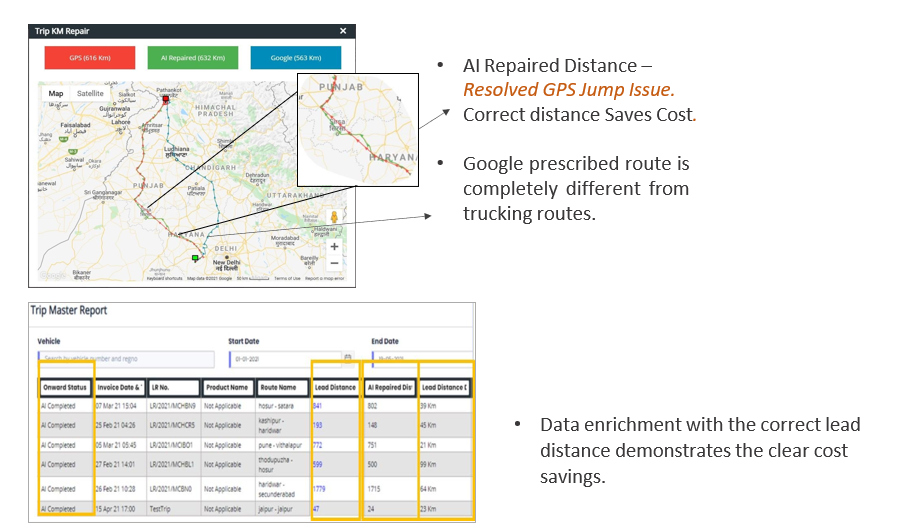 Trip KM Repair ×
GPS (616 Km) AI Repaired (632 Km) Google (563 Km)
Map Satellite
Pathankot
Sialkot
Gujranwala
Lahore
HIMACHAL
PRADESH
Faisalabad
Amritsar
Sahiwal
Okara
Ludhiana
CHANDIGARH
PUNJAB
Patiala
Dehradun
Sri Ganganagar
UTTARAKHAND
HARYANA
DELHI
New Delhi
नई दिल्ली
Moradabad
मुरादाबाद
Haldwani
Bareilly
बरेली
Bikaner
बीकानेर
Keyboard shortcuts Map data ©2021 Google 50 km Terms of Use Report a map error
PUNJAB
HARYANA
• AI Repaired Distance –
Resolved GPS Jump Issue.
Correct distance Saves Cost.
• Google prescribed route is
completely different from
trucking routes.
Trip Master Report
Vehicle Start Date End Date
Search by vehicle number and regno 01-01-2021
Onward Status Invoice Date & LR No. Product Name Route Name Lead Distance AI Repaired Dis Lead Distance D
AI Completed 07 Mar 21 15:04 LR/2021/MCHBN9 Not Applicable hosur - satara 841 802 39 Km
AI Completed 25 Feb 21 04:26 LR/2021/MCHCR5 Not Applicable kashipur - haridwar 193 148 45 Km
AI Completed 05 Mar 21 05:45 LR/2021/MCIBO1 Not Applicable pune - vithalapur 772 751 21 Km
AI Completed 27 Feb 21 14:01 LR/2021/MCHBL1 Not Applicable thodupuzha - hosur 599 500 99 Km
AI Completed 26 Feb 21 10:28 LR/2021/MCBN0 Not Applicable haridwar - secunderabad 1779 1715 64 Km
AI Completed 15 Apr 21 17:00 TestTrip Not Applicable jaipur - jaipur 47 24 23 Km
• Data enrichment with the correct lead
distance demonstrates the clear cost
savings.